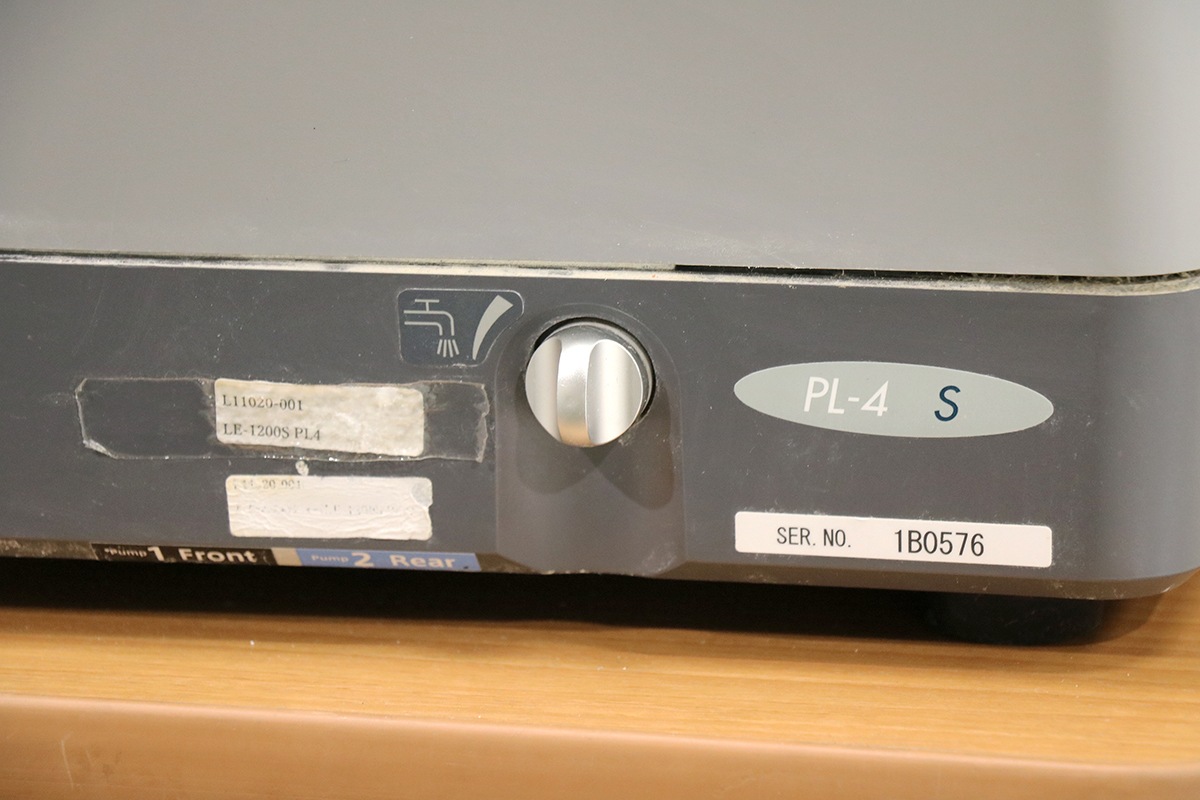 L11020-001
LE-1200S PL4
PL-4 S
SER. NO. 1B0576
Pump 1 Front
Pump 2 Rear